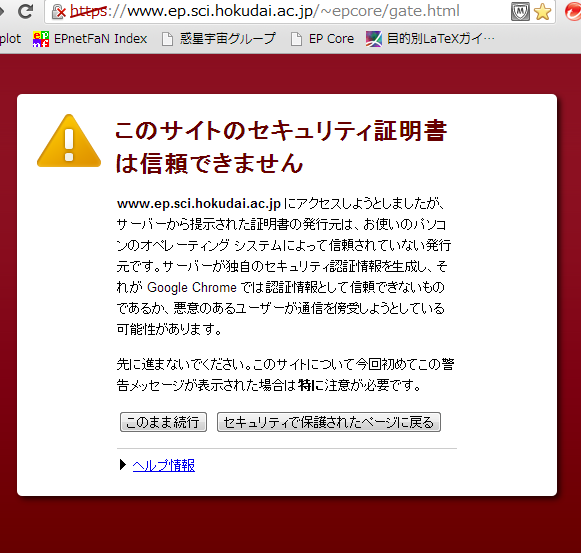 https://www.ep.sci.hokudai.ac.jp/~epcore/gate.html
plot EPnetFaN Index 惑星宇宙グループ EP Core 目的別LaTeXガイ…
このサイトのセキュリティ証明書
は信頼できません
www.ep.sci.hokudai.ac.jp にアクセスしようとしましたが、
サーバーから提示された証明書の発行元は、お使いのパソコ
ンのオペレーティング システムによって信頼されていない発行
元です。サーバーが独自のセキュリティ認証情報を生成し、そ
れが Google Chrome では認証情報として信頼できないもの
であるか、悪意のあるユーザーが通信を傍受しようとしている
可能性があります。
先に進まないでください。このサイトについて今回初めてこの警
告メッセージが表示された場合は特に注意が必要です。
このまま続行 セキュリティで保護されたページに戻る
ヘルプ情報